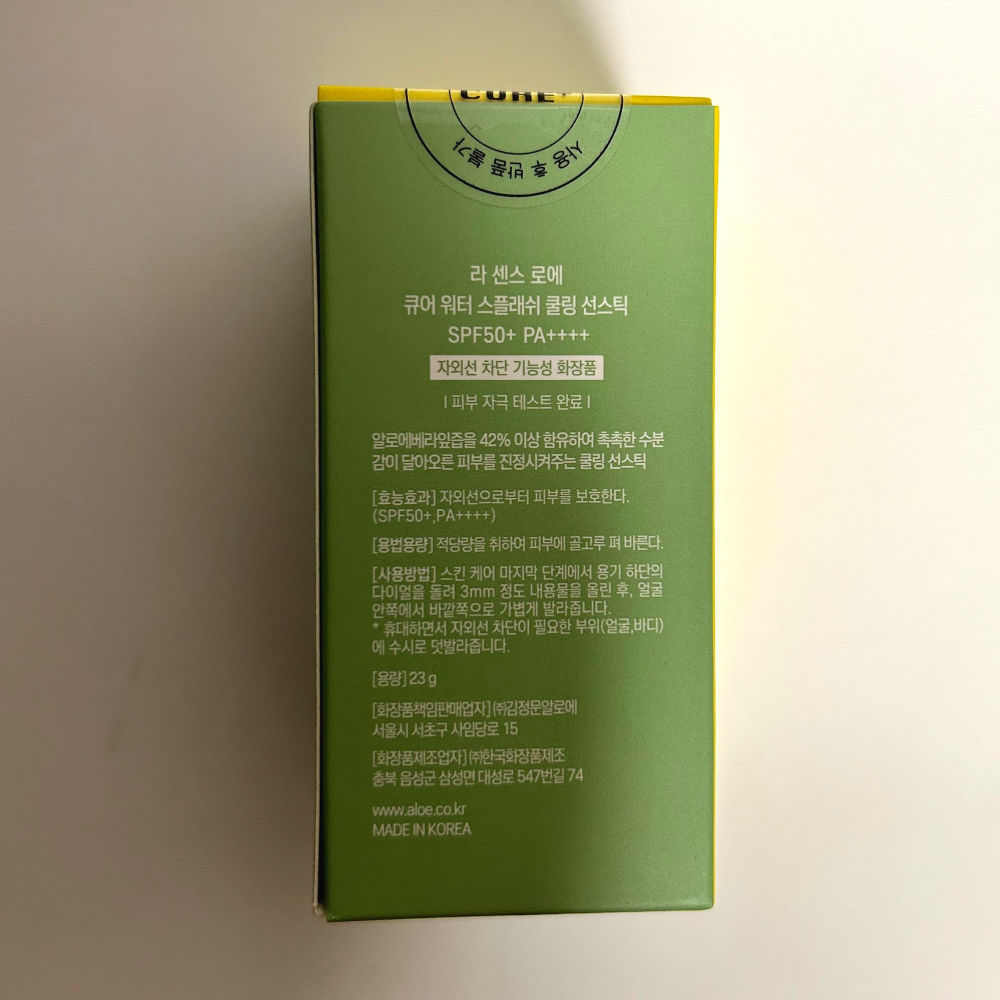 CURE
사용 후 반품 불가
라 센스 로에
큐어 워터 스플래쉬 쿨링 선스틱
SPF50+ PA++++
자외선 차단 기능성 화장품
I 피부 자극 테스트 완료 I
알로에베라잎즙을 42% 이상 함유하여 촉촉한 수분
감이 달아오른 피부를 진정시켜주는 쿨링 선스틱
[효능효과] 자외선으로부터 피부를 보호한다.
(SPF50+,PA++++)
[용법용량] 적당량을 취하여 피부에 골고루 펴 바른다.
[사용방법] 스킨 케어 마지막 단계에서 용기 하단의
다이얼을 돌려 3mm 정도 내용물을 올린 후, 얼굴
안쪽에서 바깥쪽으로 가볍게 발라줍니다.
* 휴대하면서 자외선 차단이 필요한 부위(얼굴,바디)
에 수시로 덧발라줍니다.
[용량] 23 g
[화장품책임판매업자] ㈜김정문알로에
서울시 서초구 사임당로 15
[화장품제조업자] ㈜한국화장품제조
충북 음성군 삼성면 대성로 547번길 74
www.aloe.co.kr
MADE IN KOREA